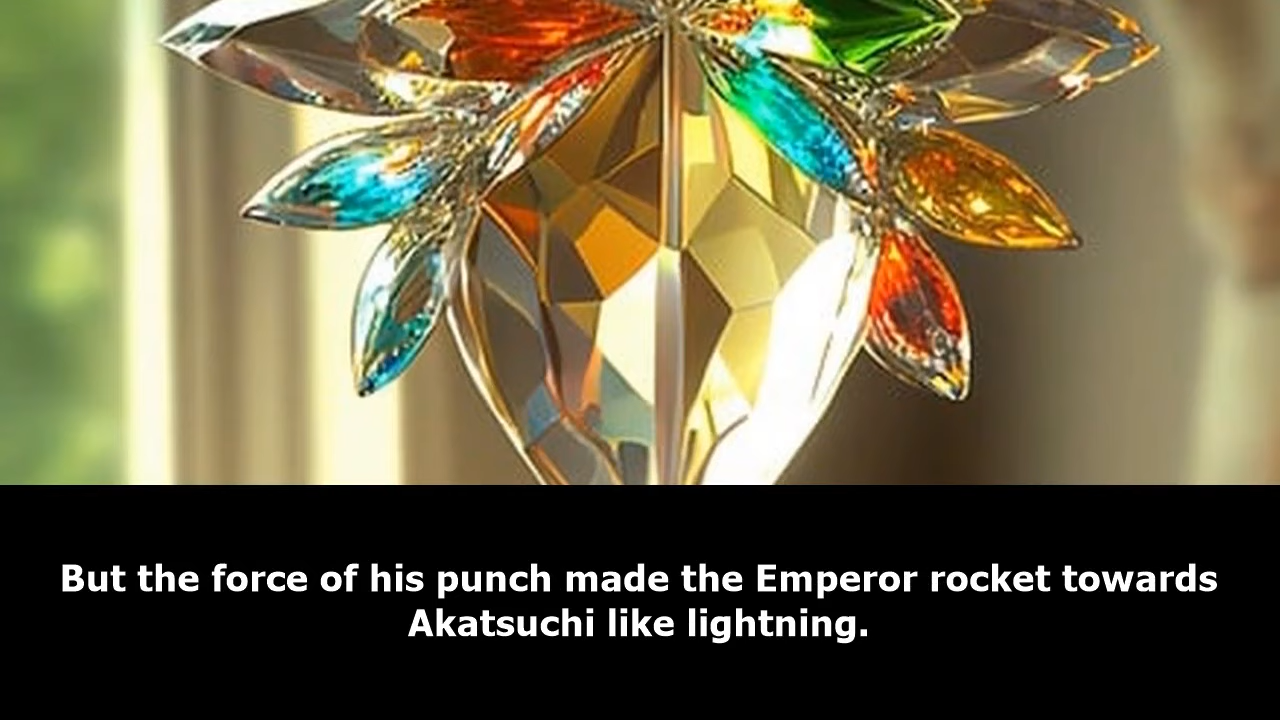 But the force of his punch made the Emperor rocket towards
Akatsuchi like lightning.